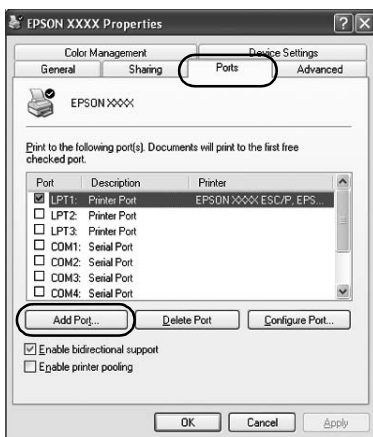 EPSON XXXX Properties
Color Management Device Settings
General Sharing Ports Advanced
EPSON XXXX
Print to the following port(s). Documents will print to the first free
checked port.
Port Description Printer
LPT1: Printer Port EPSON XXXX ESC/P, EPS...
LPT2: Printer Port
LPT3: Printer Port
COM1: Serial Port
COM2: Serial Port
COM3: Serial Port
COM4: Serial Port
Add Port... Delete Port Configure Port...
Enable bidirectional support
Enable printer pooling
OK Cancel Apply